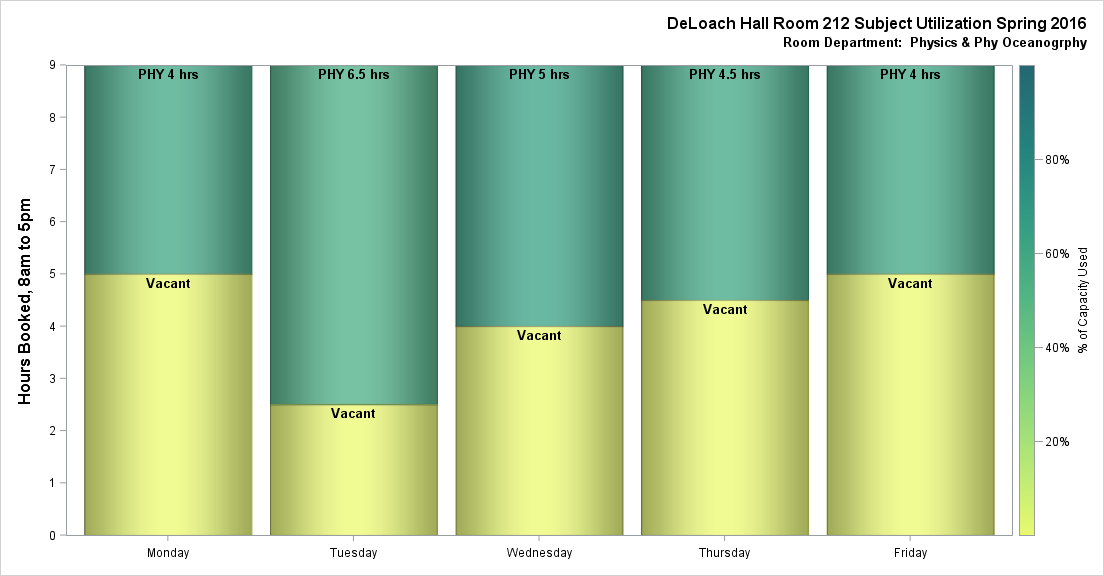 DeLoach Hall Room 212 Subject Utilization Spring 2016
Room Department:  Physics & Phy Oceanogrphy
Hours Booked, 8am to 5pm
9
8
7
6
5
4
3
2
1
0
PHY 4 hrs
PHY 6.5 hrs
PHY 5 hrs
PHY 4.5 hrs
PHY 4 hrs
Vacant
Vacant
Vacant
Vacant
Vacant
Monday
Tuesday
Wednesday
Thursday
Friday
80%
60%
40%
20%
% of Capacity Used